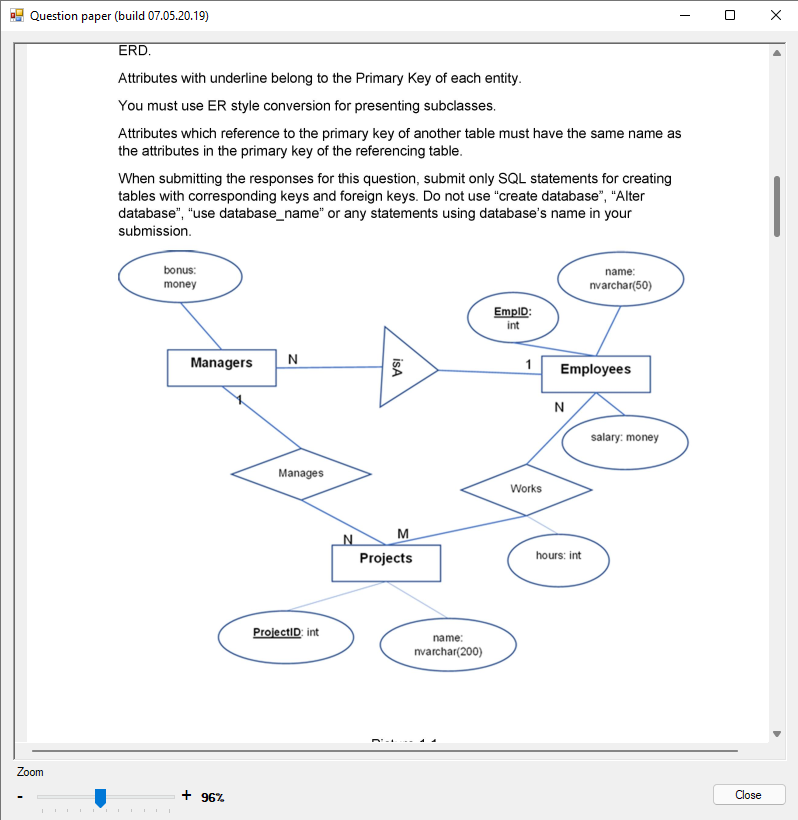 Question paper (build 07.05.20.19)
ERD.
Attributes with underline belong to the Primary Key of each entity.
You must use ER style conversion for presenting subclasses.
Attributes which reference to the primary key of another table must have the same name as
the attributes in the primary key of the referencing table.
When submitting the responses for this question, submit only SQL statements for creating
tables with corresponding keys and foreign keys. Do not use “create database”, “Alter
database”, “use database_name” or any statements using database’s name in your
submission.
bonus:
money
name:
nvarchar(50)
EmpID:
int
Managers
N
isA
1
Employees
1
N
salary: money
Manages
Works
N
M
Projects
hours: int
ProjectID: int
name:
nvarchar(200)
Zoom
-
+
96%
Close